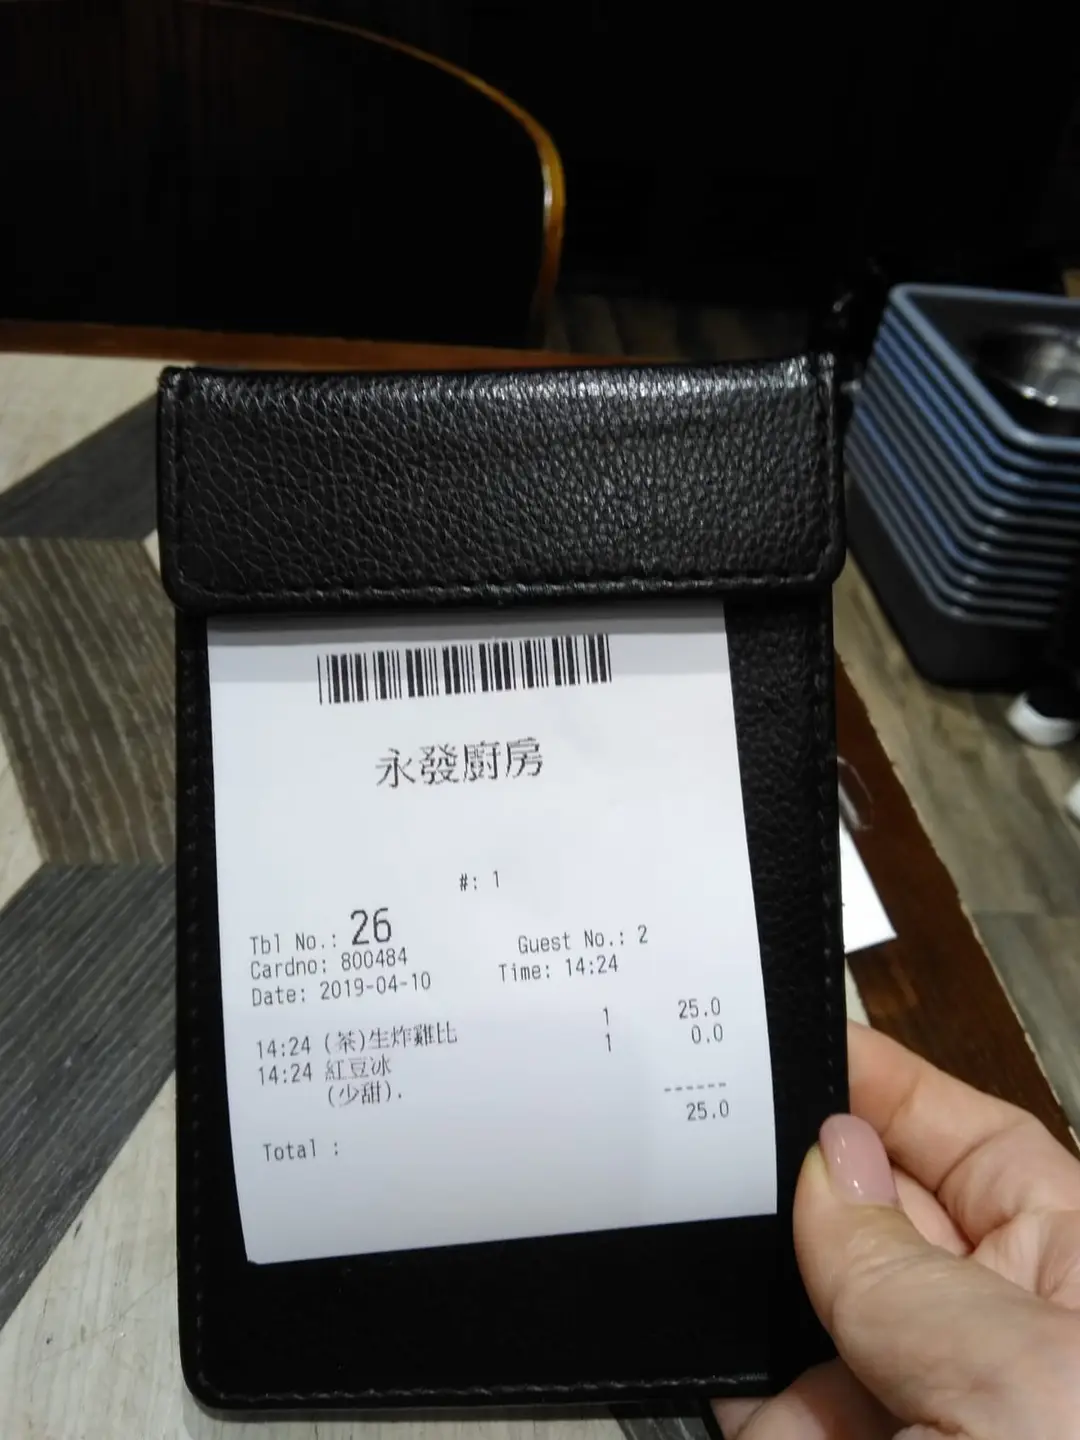 永發廚房
#: 1
Tbl No.: 26 Guest No.: 2
Cardno: 800484 Time: 14:24
Date: 2019-04-10
14:24 (茶)生炸雞比 1 25.0
14:24 紅豆冰 1 0.0
(少甜).
------
25.0
Total :